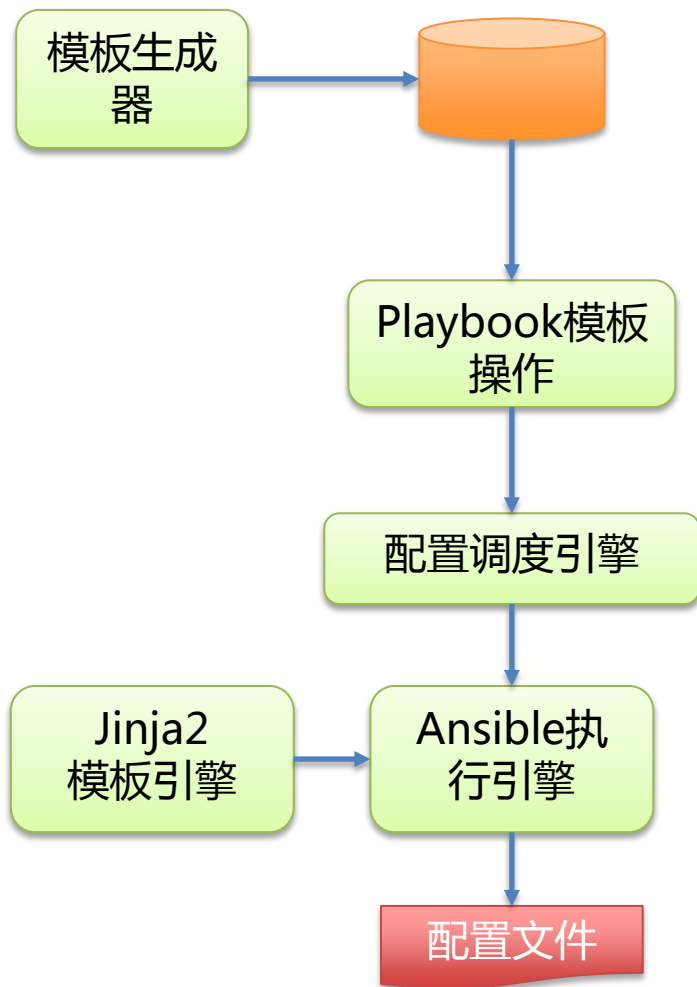 模板生成
器
Playbook模板
操作
配置调度引擎
Jinja2
模板引擎
Ansible执
行引擎
配置文件